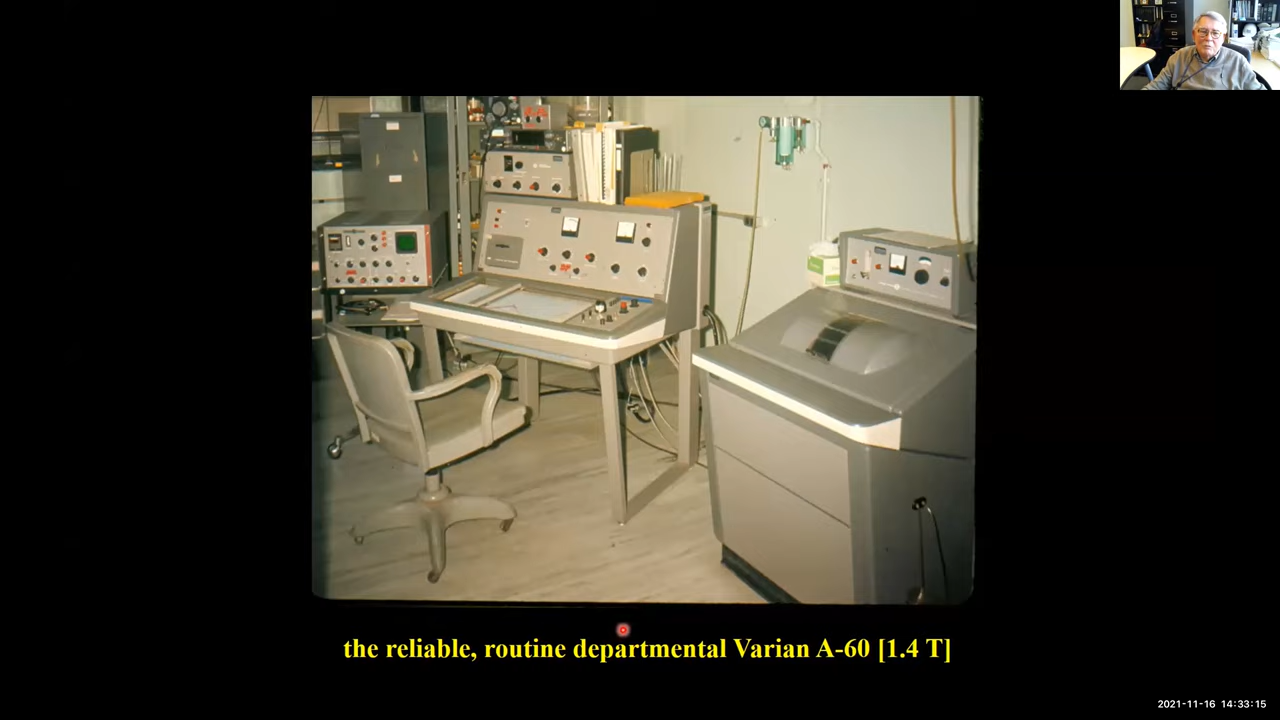 the reliable, routine departmental Varian A-60 [1.4 T]
2021-11-16 14:33:15